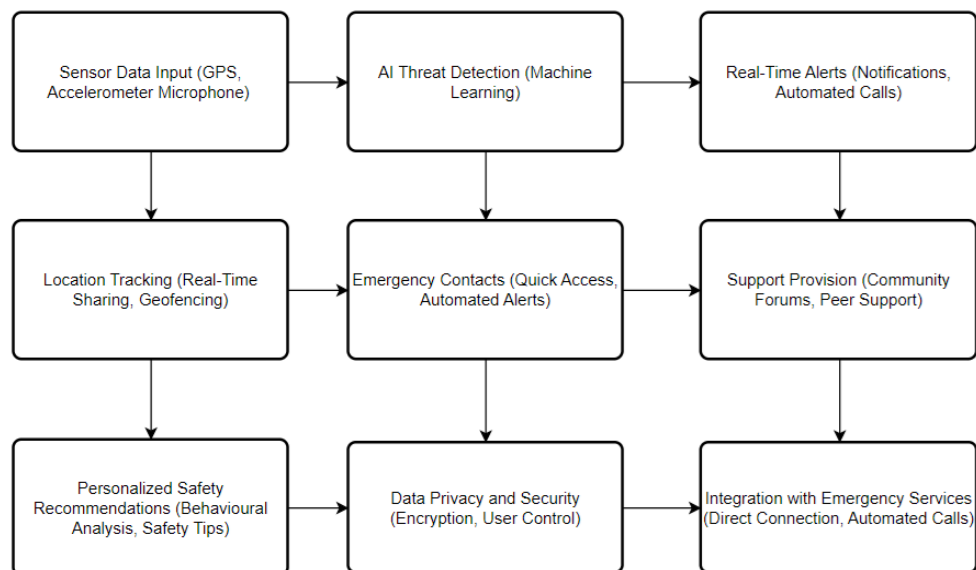 Sensor Data Input (GPS,
Accelerometer Microphone)
AI Threat Detection (Machine
Learning)
Real-Time Alerts (Notifications,
Automated Calls)
Location Tracking (Real-Time
Sharing, Geofencing)
Emergency Contacts (Quick Access,
Automated Alerts)
Support Provision (Community
Forums, Peer Support)
Personalized Safety
Recommendations (Behavioural
Analysis, Safety Tips)
Data Privacy and Security
(Encryption, User Control)
Integration with Emergency Services
(Direct Connection, Automated Calls)